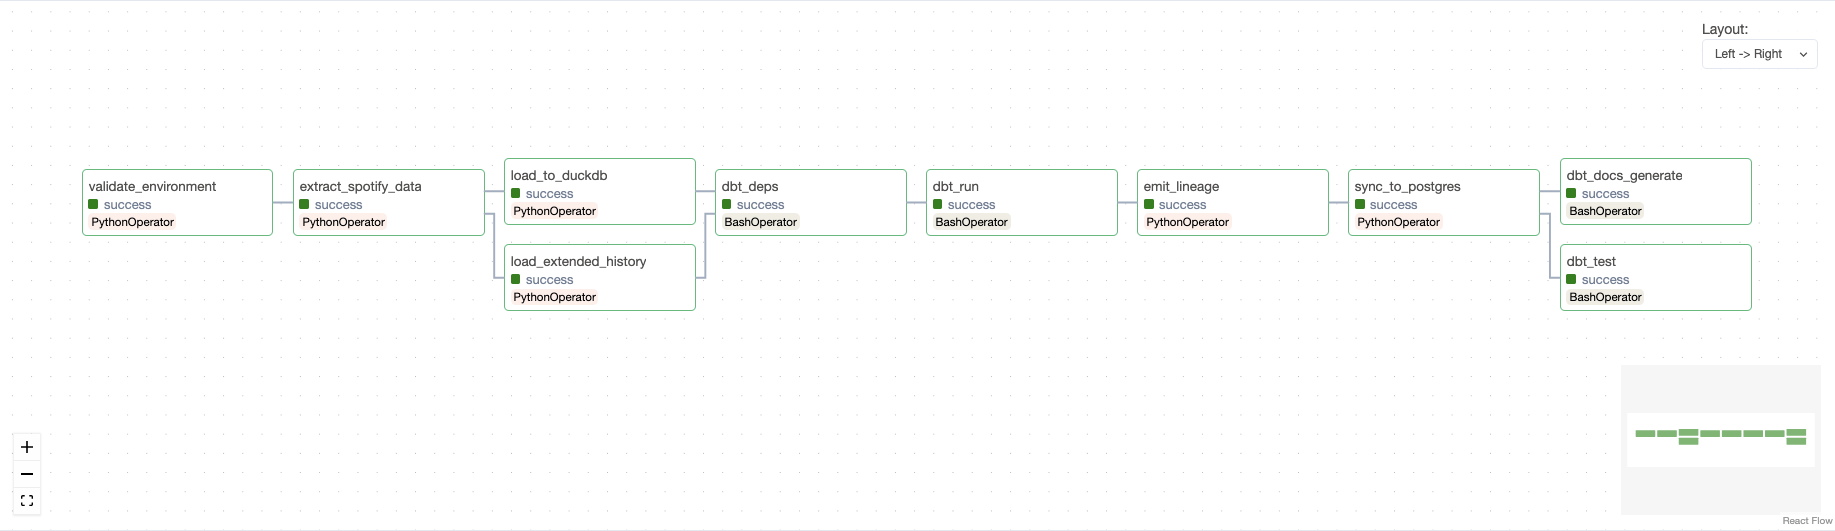 Layout:
Left -> Right
validate_environment
success
PythonOperator
extract_spotify_data
success
PythonOperator
load_to_duckdb
success
PythonOperator
load_extended_history
success
PythonOperator
dbt_deps
success
BashOperator
dbt_run
success
BashOperator
emit_lineage
success
PythonOperator
sync_to_postgres
success
PythonOperator
dbt_docs_generate
success
BashOperator
dbt_test
success
BashOperator
React Flow